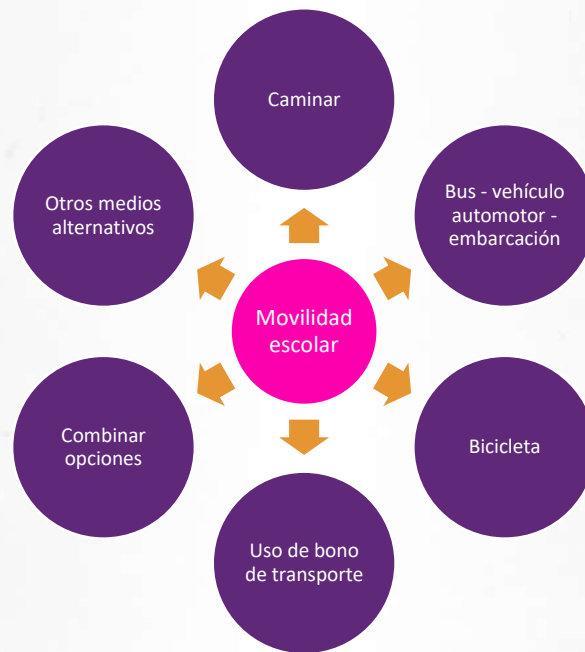 Caminar
Bus - vehículo
automotor -
embarcación
Bicicleta
Uso de bono
de transporte
Combinar
opciones
Otros medios
alternativos
Movilidad
escolar